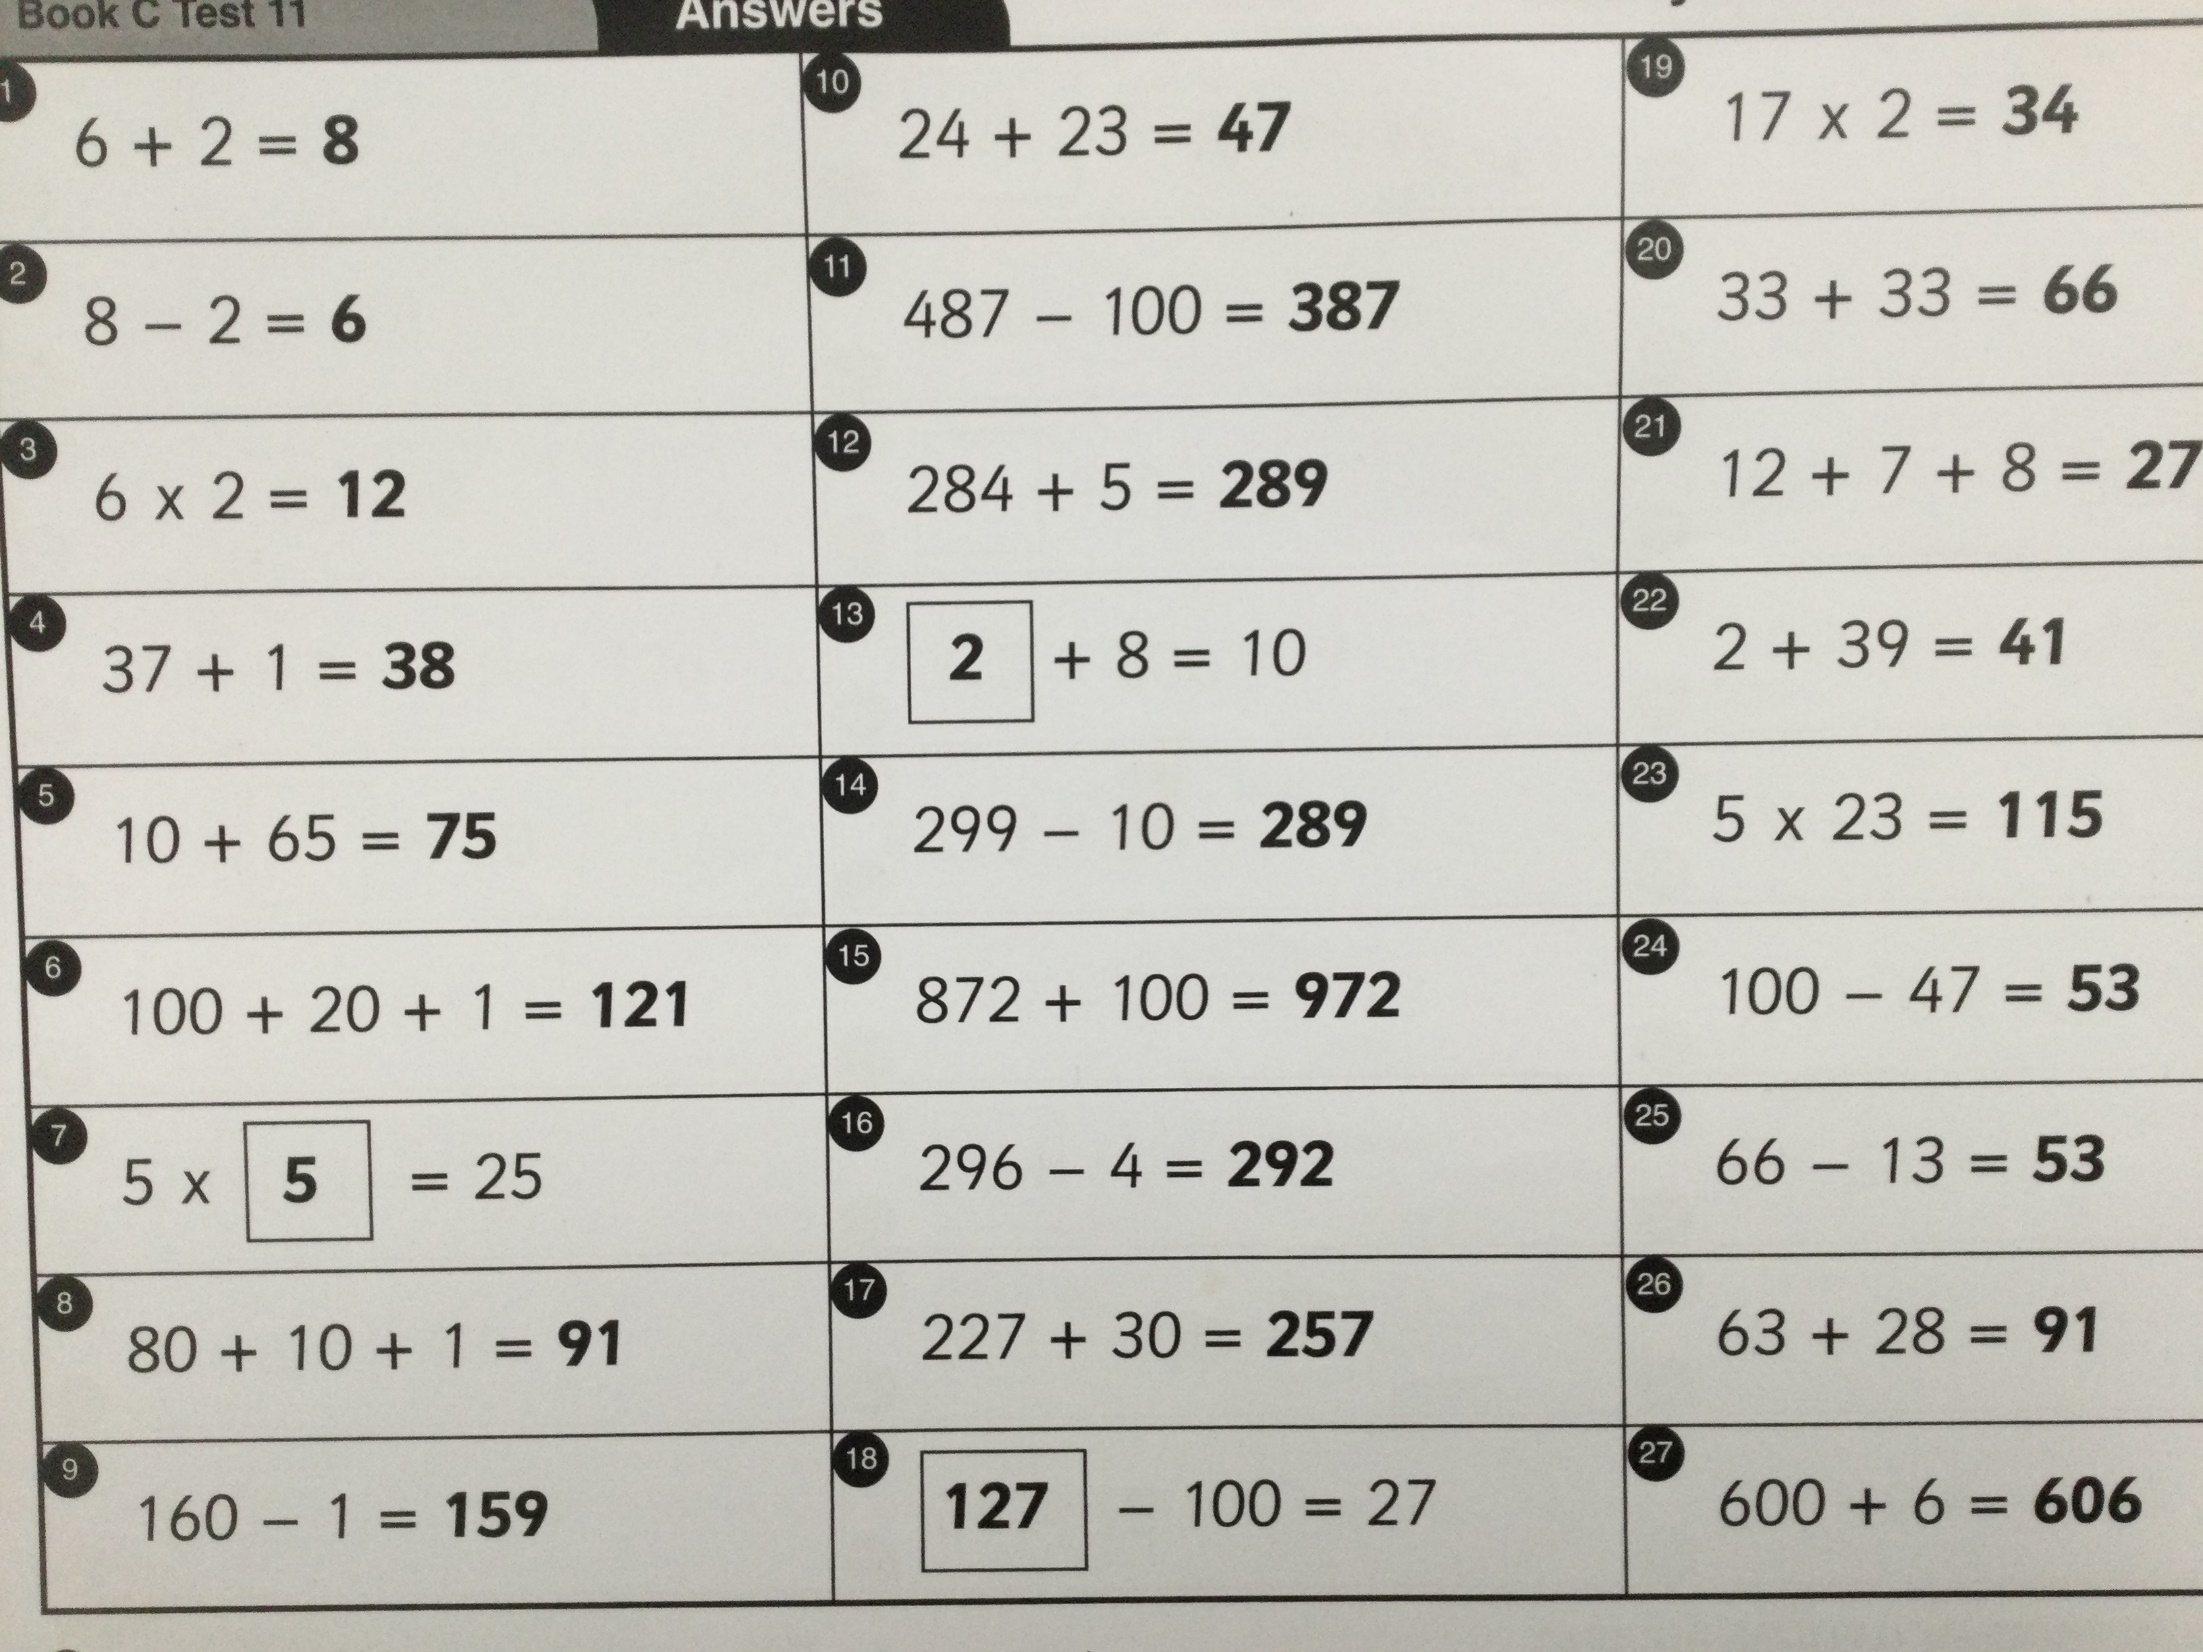 Book C Test 11
Answers
1
6 + 2 = 8
2
8 – 2 = 6
3
6 x 2 = 12
4
37 + 1 = 38
5
10 + 65 = 75
6
100 + 20 + 1 = 121
7
5 x 5 = 25
8
80 + 10 + 1 = 91
9
160 – 1 = 159
10
24 + 23 = 47
11
487 – 100 = 387
12
284 + 5 = 289
13
2 + 8 = 10
14
299 – 10 = 289
15
872 + 100 = 972
16
296 – 4 = 292
17
227 + 30 = 257
18
127 – 100 = 27
19
17 x 2 = 34
20
33 + 33 = 66
21
12 + 7 + 8 = 27
22
2 + 39 = 41
23
5 x 23 = 115
24
100 – 47 = 53
25
66 – 13 = 53
26
63 + 28 = 91
27
600 + 6 = 606